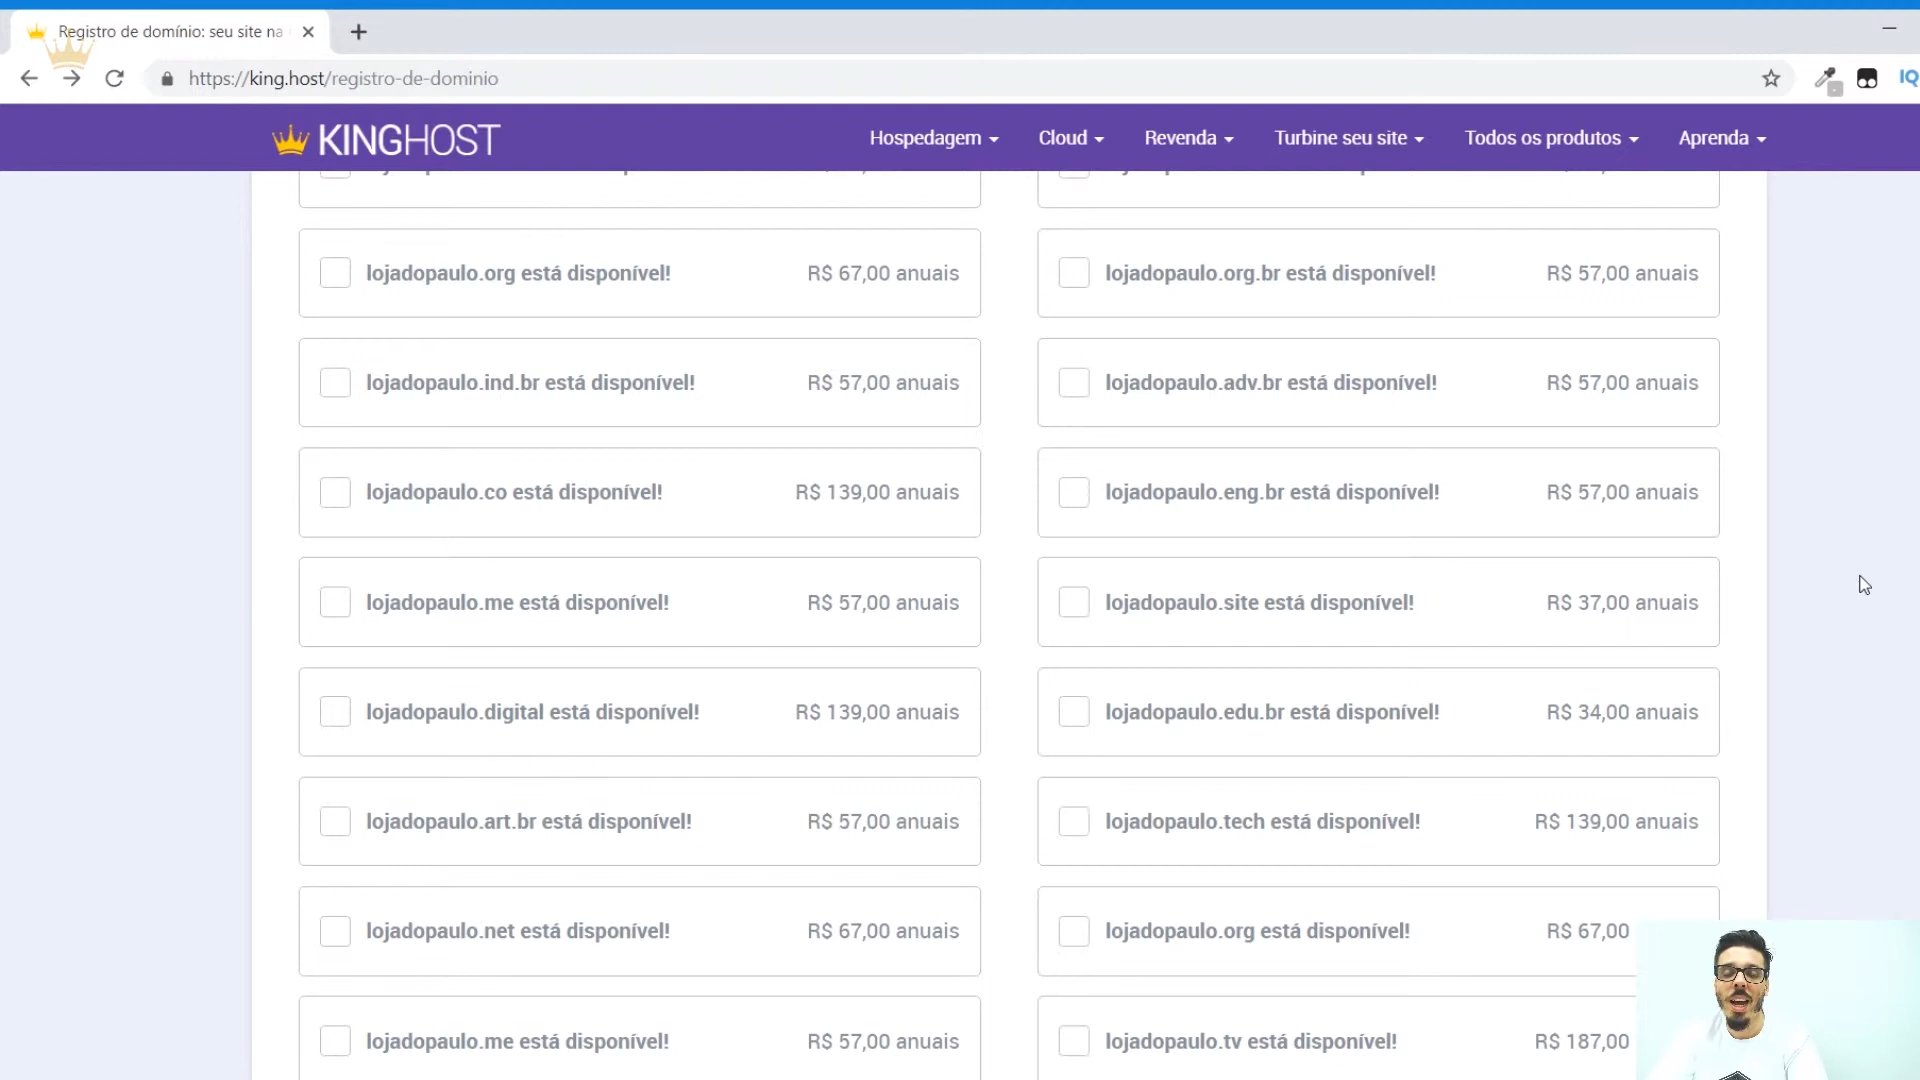 Registro de domínio: seu site na
https://king.host/registro-de-dominio
IQ
KINGHOST
Hospedagem
Cloud
Revenda
Turbine seu site
Todos os produtos
Aprenda
lojadopaulo.org está disponível!
R$ 67,00 anuais
lojadopaulo.org.br está disponível!
R$ 57,00 anuais
lojadopaulo.ind.br está disponível!
R$ 57,00 anuais
lojadopaulo.adv.br está disponível!
R$ 57,00 anuais
lojadopaulo.co está disponível!
R$ 139,00 anuais
lojadopaulo.eng.br está disponível!
R$ 57,00 anuais
lojadopaulo.me está disponível!
R$ 57,00 anuais
lojadopaulo.site está disponível!
R$ 37,00 anuais
lojadopaulo.digital está disponível!
R$ 139,00 anuais
lojadopaulo.edu.br está disponível!
R$ 34,00 anuais
lojadopaulo.art.br está disponível!
R$ 57,00 anuais
lojadopaulo.tech está disponível!
R$ 139,00 anuais
lojadopaulo.net está disponível!
R$ 67,00 anuais
lojadopaulo.org está disponível!
R$ 67,00
lojadopaulo.me está disponível!
R$ 57,00 anuais
lojadopaulo.tv está disponível!
R$ 187,00